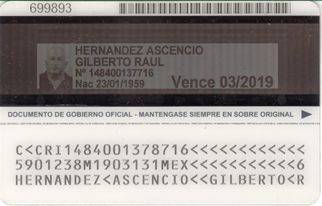 699893
HERNANDEZ ASCENCIO
GILBERTO RAUL
Nº 148400137716
Nac 23/01/1959
Vence 03/2019
DOCUMENTO DE GOBIERNO OFICIAL - MANTENGASE SIEMPRE EN SOBRE ORIGINAL
C<CRI1484001378716<<<<<<<<<<<<
5901238M1903131MEX<<<<<<<<<<<6
HERNANDEZ<ASCENCIO<<GILBERTO<R